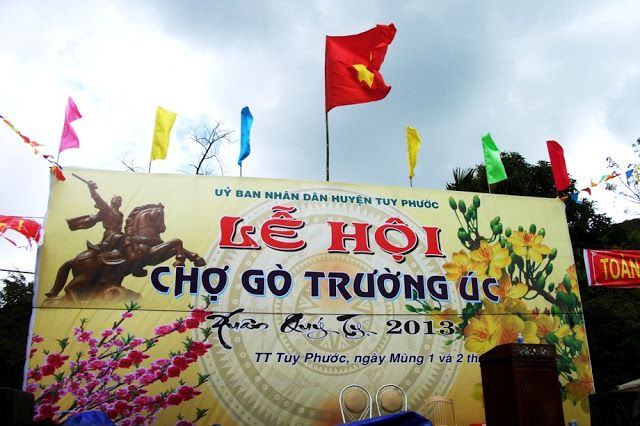 UỶ BAN NHÂN DÂN HUYỆN TUY PHƯỚC
LỄ HỘI
CHỢ GÒ TRƯỜNG ÚC
Xuân Quý Tỵ 2013
TT Tuy Phước, ngày Mùng 1 và 2 th
TOÀN